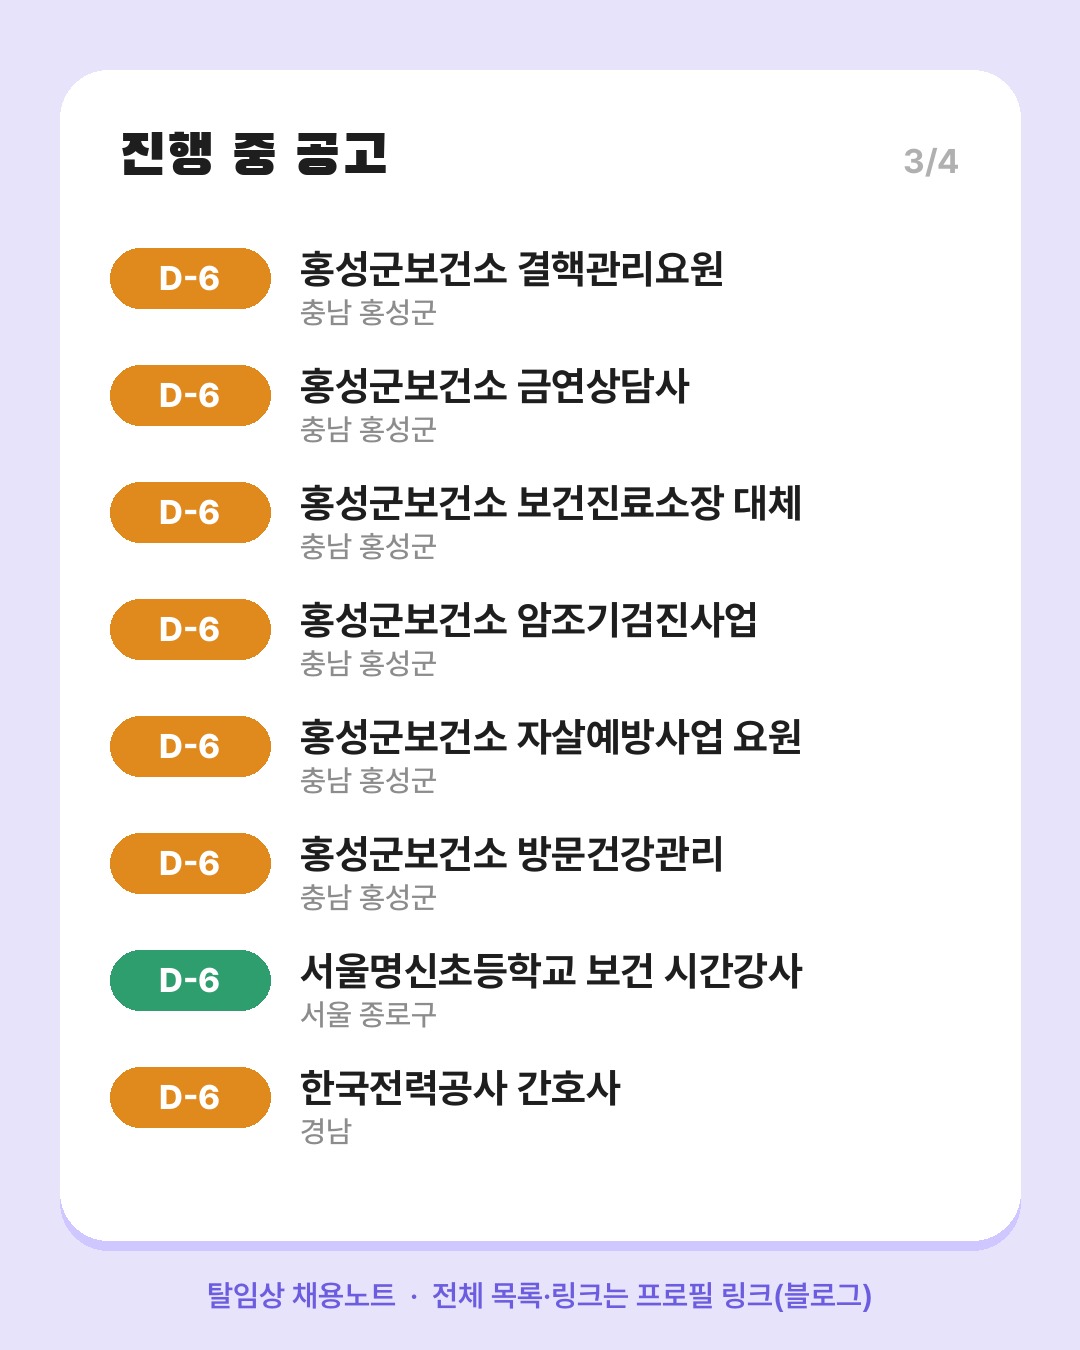 진행 중 공고
3/4
D-6
홍성군보건소 결핵관리요원
충남 홍성군
D-6
홍성군보건소 금연상담사
충남 홍성군
D-6
홍성군보건소 보건진료소장 대체
충남 홍성군
D-6
홍성군보건소 암조기검진사업
충남 홍성군
D-6
홍성군보건소 자살예방사업 요원
충남 홍성군
D-6
홍성군보건소 방문건강관리
충남 홍성군
D-6
서울명신초등학교 보건 시간강사
서울 종로구
D-6
한국전력공사 간호사
경남
탈임상 채용노트 · 전체 목록·링크는 프로필 링크(블로그)